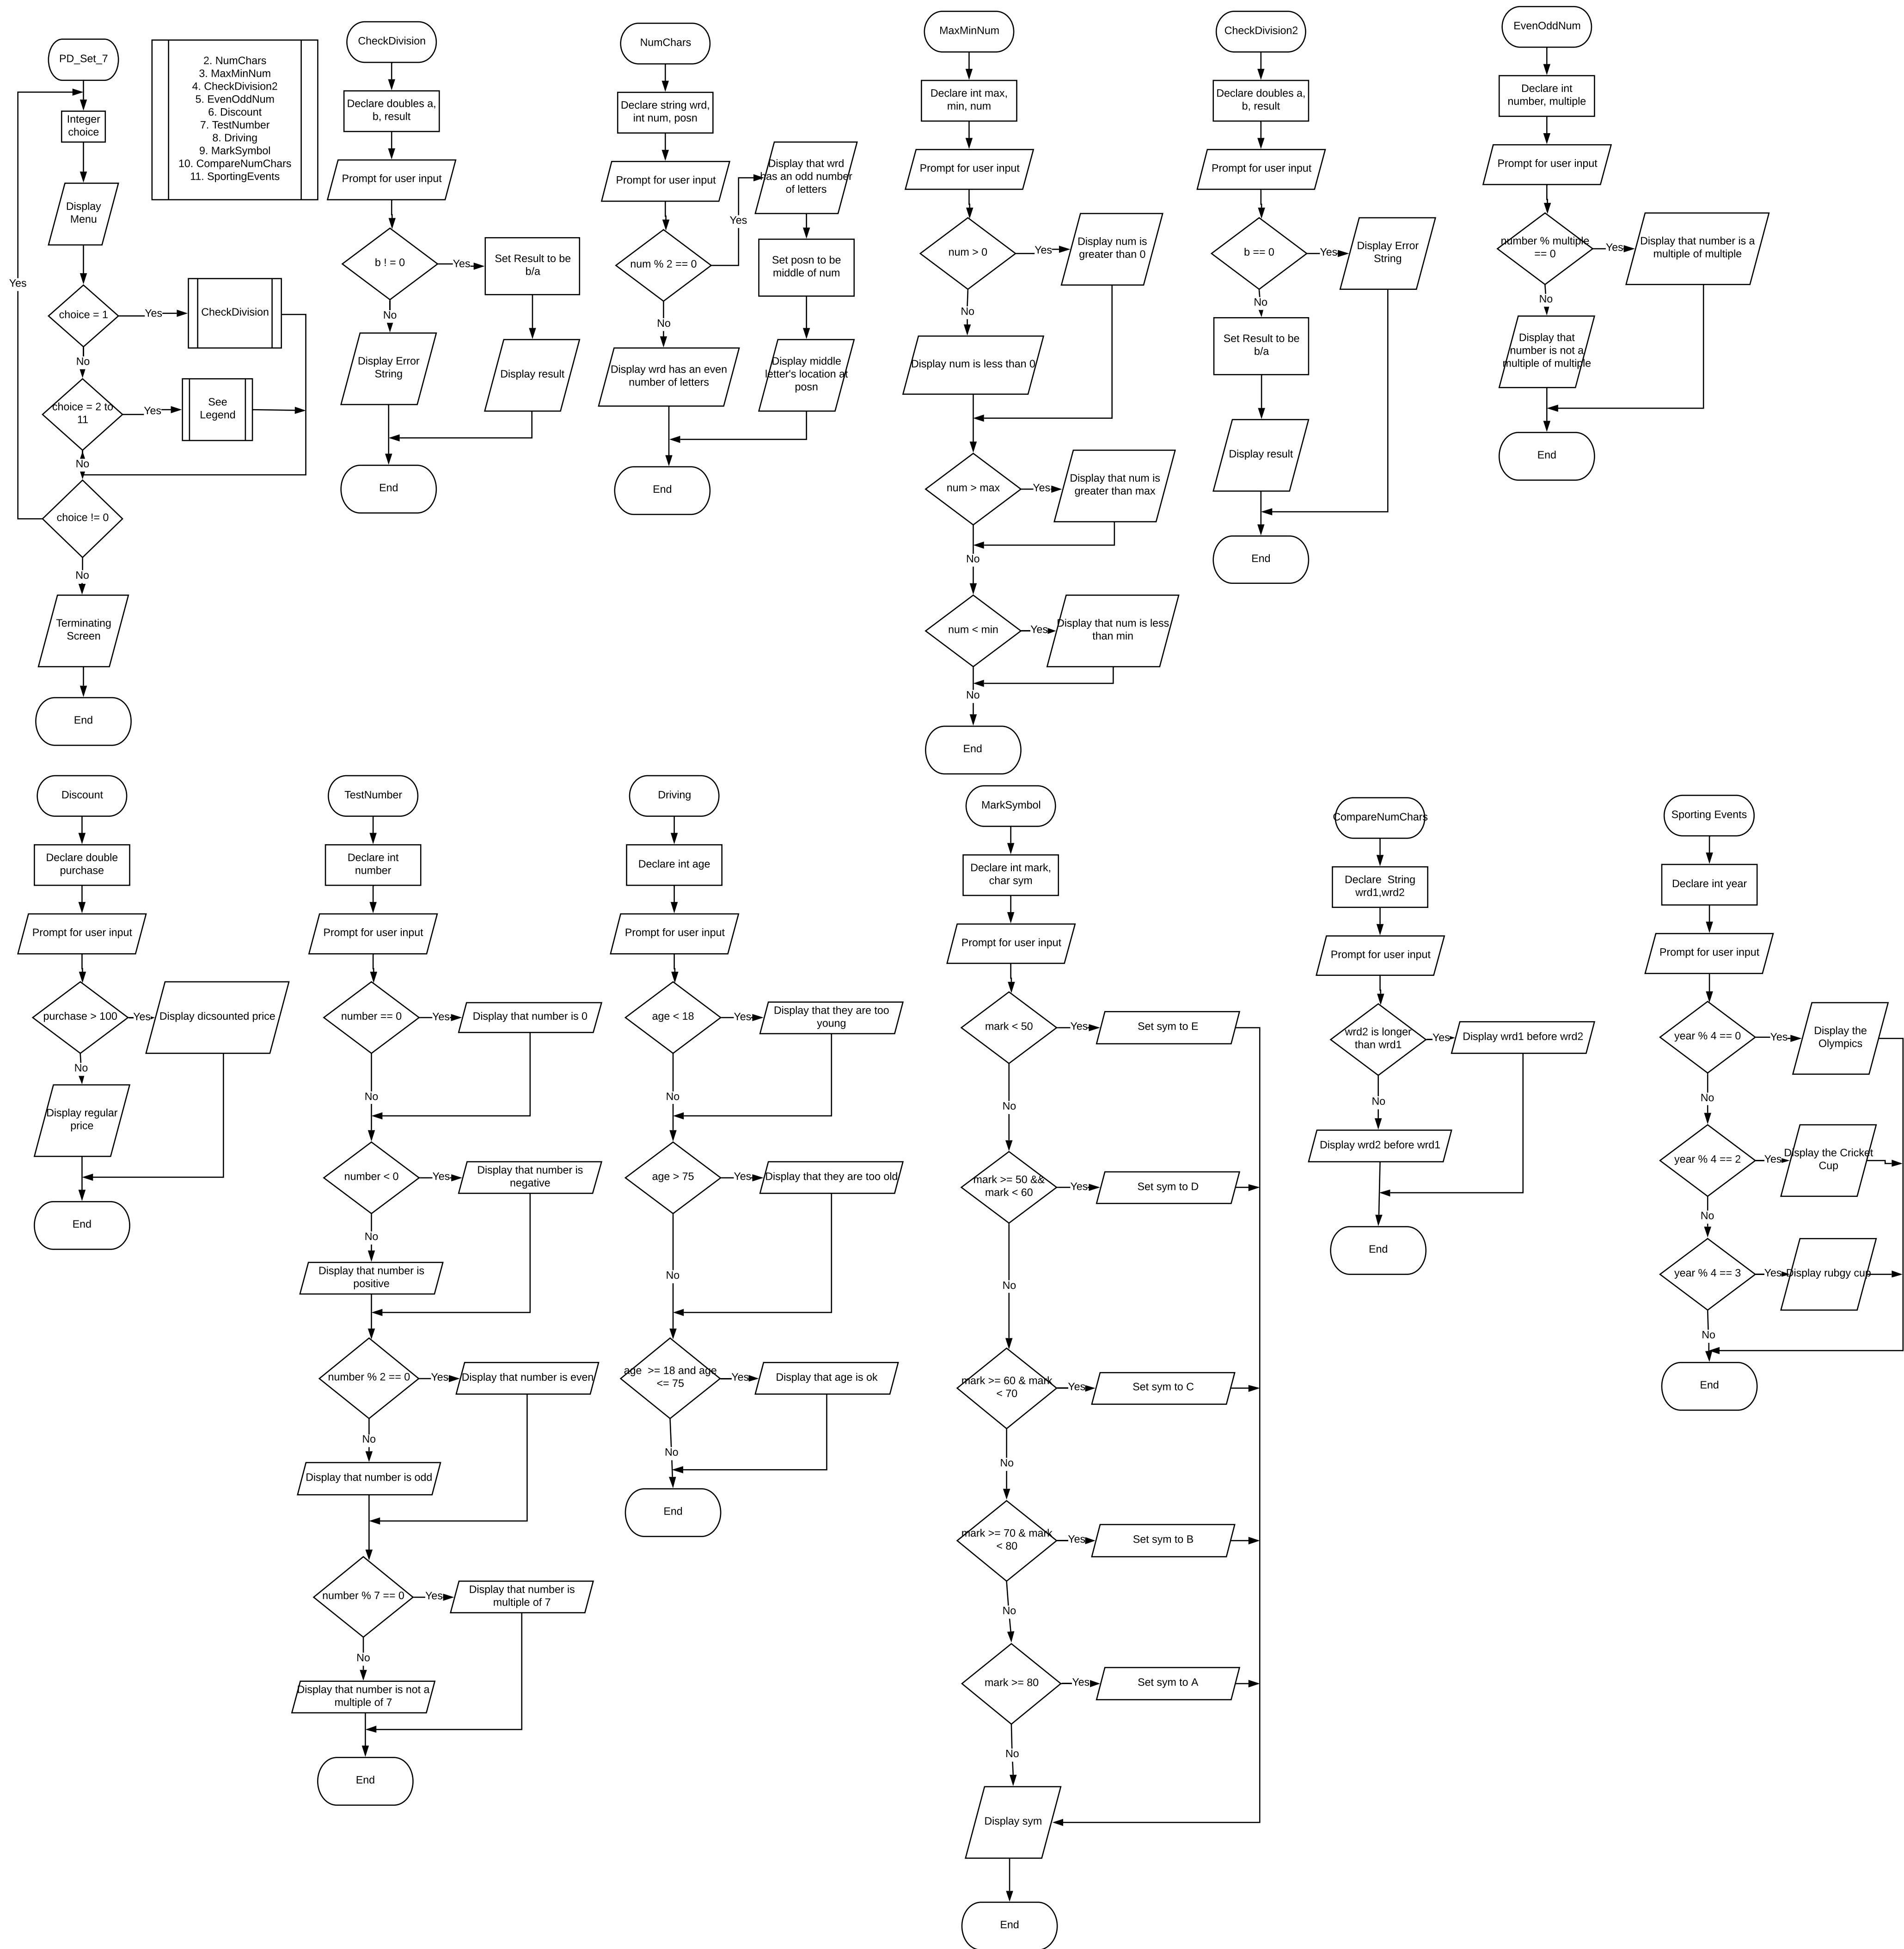 PD_Set_7
Integer
choice
Display
Menu
choice = 1
Yes
CheckDivision
No
choice = 2 to
11
Yes
See
Legend
No
choice != 0
Yes
No
Terminating
Screen
End
2. NumChars
3. MaxMinNum
4. CheckDivision2
5. EvenOddNum
6. Discount
7. TestNumber
8. Driving
9. MarkSymbol
10. CompareNumChars
11. SportingEvents
CheckDivision
Declare doubles a,
b, result
Prompt for user input
b ! = 0
Yes
Set Result to be
b/a
No
Display Error
String
Display result
End
NumChars
Declare string wrd,
int num, posn
Prompt for user input
num % 2 == 0
Yes
Display that wrd
has an odd number
of letters
Set posn to be
middle of num
No
Display wrd has an even
number of letters
Display middle
letter's location at
posn
End
MaxMinNum
Declare int max,
min, num
Prompt for user input
num > 0
Yes
Display num is
greater than 0
No
Display num is less than 0
num > max
Yes
Display that num is
greater than max
No
num < min
Yes
Display that num is less
than min
No
End
CheckDivision2
Declare doubles a,
b, result
Prompt for user input
b == 0
Yes
Display Error
String
No
Set Result to be
b/a
Display result
End
EvenOddNum
Declare int
number, multiple
Prompt for user input
number % multiple
== 0
Yes
Display that number is a
multiple of multiple
No
Display that
number is not a
multiple of multiple
End
Discount
Declare double
purchase
Prompt for user input
purchase > 100
Yes
Display dicsounted price
No
Display regular
price
End
TestNumber
Declare int
number
Prompt for user input
number == 0
Yes
Display that number is 0
No
number < 0
Yes
Display that number is
negative
No
Display that number is
positive
number % 2 == 0
Yes
Display that number is even
No
Display that number is odd
number % 7 == 0
Yes
Display that number is
multiple of 7
No
Display that number is not a
multiple of 7
End
Driving
Declare int age
Prompt for user input
age < 18
Yes
Display that they are too
young
No
age > 75
Yes
Display that they are too old
No
age  >= 18 and age
<= 75
Yes
Display that age is ok
No
End
MarkSymbol
Declare int mark,
char sym
Prompt for user input
mark < 50
Yes
Set sym to E
No
mark >= 50 &&
mark < 60
Yes
Set sym to D
No
mark >= 60 & mark
< 70
Yes
Set sym to C
No
mark >= 70 & mark
< 80
Yes
Set sym to B
No
mark >= 80
Yes
Set sym to A
No
Display sym
End
CompareNumChars
Declare  String
wrd1,wrd2
Prompt for user input
wrd2 is longer
than wrd1
Yes
Display wrd1 before wrd2
No
Display wrd2 before wrd1
End
Sporting Events
Declare int year
Prompt for user input
year % 4 == 0
Yes
Display the
Olympics
No
year % 4 == 2
Yes
Display the Cricket
Cup
No
year % 4 == 3
Yes
Display rubgy cup
No
End